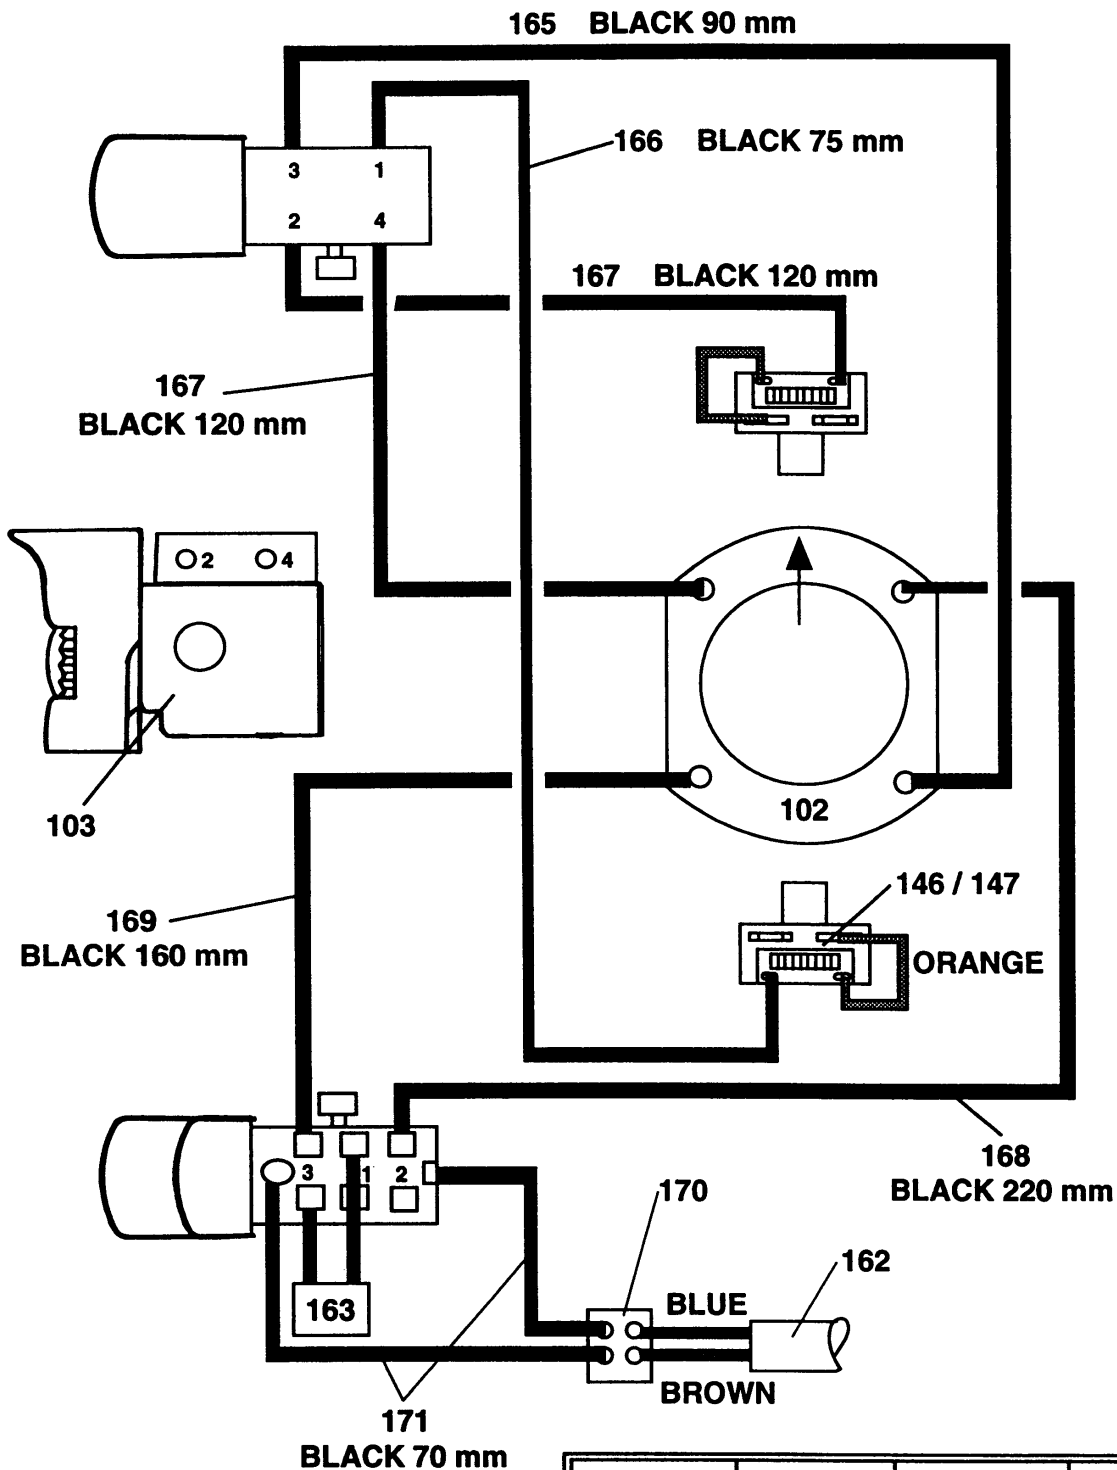 165 BLACK 90 mm
166 BLACK 75 mm
3 1
2 4
167 BLACK 120 mm
167
BLACK 120 mm
2 4
103
102
146 / 147
169
BLACK 160 mm
ORANGE
168
BLACK 220 mm
3 1 2
170
162
163
BLUE
BROWN
171
BLACK 70 mm